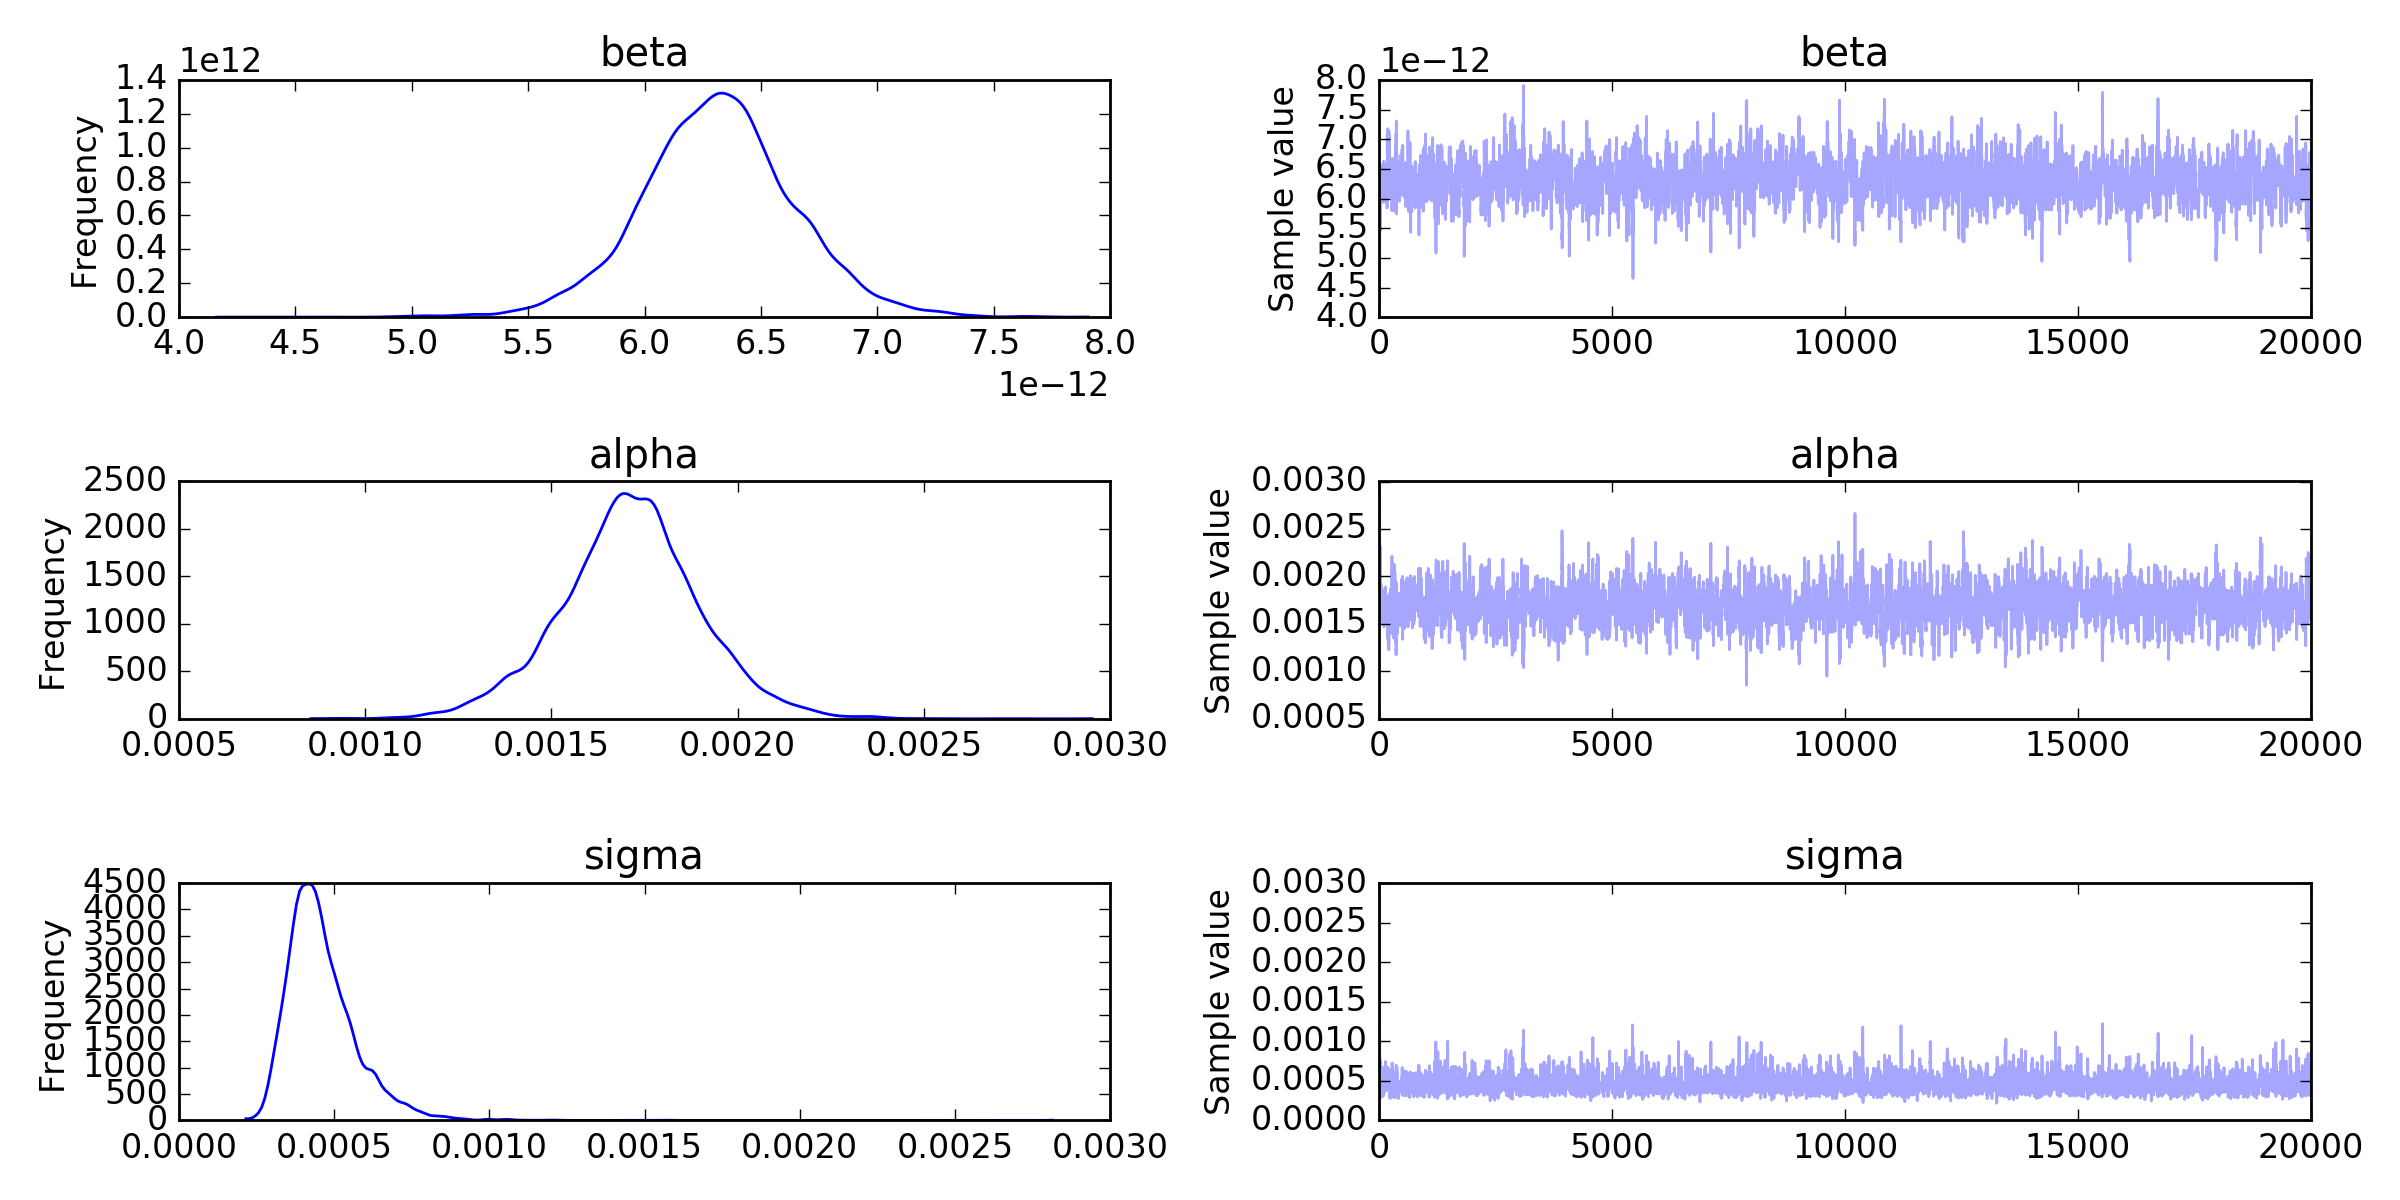 beta
1e12
1.4
1.2
1.0
0.8
0.6
0.4
0.2
0.0
Frequency
4.0 4.5 5.0 5.5 6.0 6.5 7.0 7.5 8.0
1e−12
beta
1e−12
8.0
7.5
7.0
6.5
6.0
5.5
5.0
4.5
4.0
Sample value
0 5000 10000 15000 20000
alpha
2500
2000
1500
1000
500
0
Frequency
0.0005 0.0010 0.0015 0.0020 0.0025 0.0030
alpha
0.0030
0.0025
0.0020
0.0015
0.0010
0.0005
Sample value
0 5000 10000 15000 20000
sigma
4500
4000
3500
3000
2500
2000
1500
1000
500
0
Frequency
0.0000 0.0005 0.0010 0.0015 0.0020 0.0025 0.0030
sigma
0.0030
0.0025
0.0020
0.0015
0.0010
0.0005
0.0000
Sample value
0 5000 10000 15000 20000